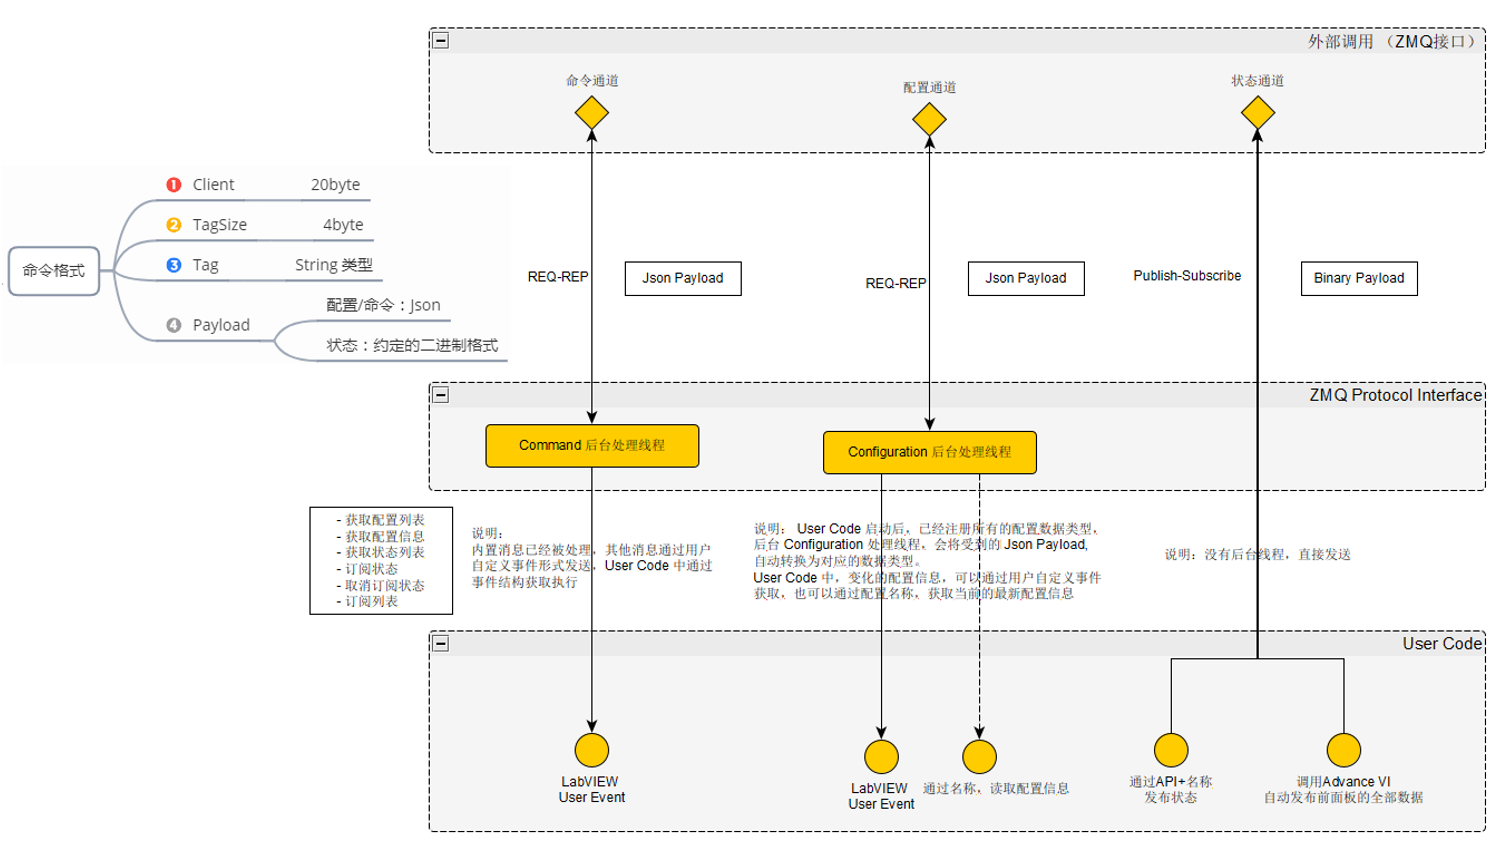 外部调用 （ZMQ接口）
命令通道
配置通道
状态通道
命令格式
1 Client 20byte
2 TagSize 4byte
3 Tag String 类型
4 Payload
配置/命令：Json
状态：约定的二进制格式
REQ-REP
Json Payload
REQ-REP
Json Payload
Publish-Subscribe
Binary Payload
ZMQ Protocol Interface
Command 后台处理线程
Configuration 后台处理线程
- 获取配置列表
- 获取配置信息
- 获取状态列表
- 订阅状态
- 取消订阅状态
- 订阅列表
说明：
内置消息已经被处理，其他消息通过用户
自定义事件形式发送，User Code 中通过
事件结构获取执行
说明： User Code 启动后，已经注册所有的配置数据类型，
后台 Configuration 处理线程，会将受到的 Json Payload，
自动转换为对应的数据类型。
User Code 中，变化的配置信息，可以通过用户自定义事件
获取，也可以通过配置名称，获取当前的最新配置信息
说明：没有后台线程，直接发送
User Code
LabVIEW
User Event
LabVIEW
User Event
通过名称，读取配置信息
通过API+名称
发布状态
调用Advance VI
自动发布前面板的全部数据